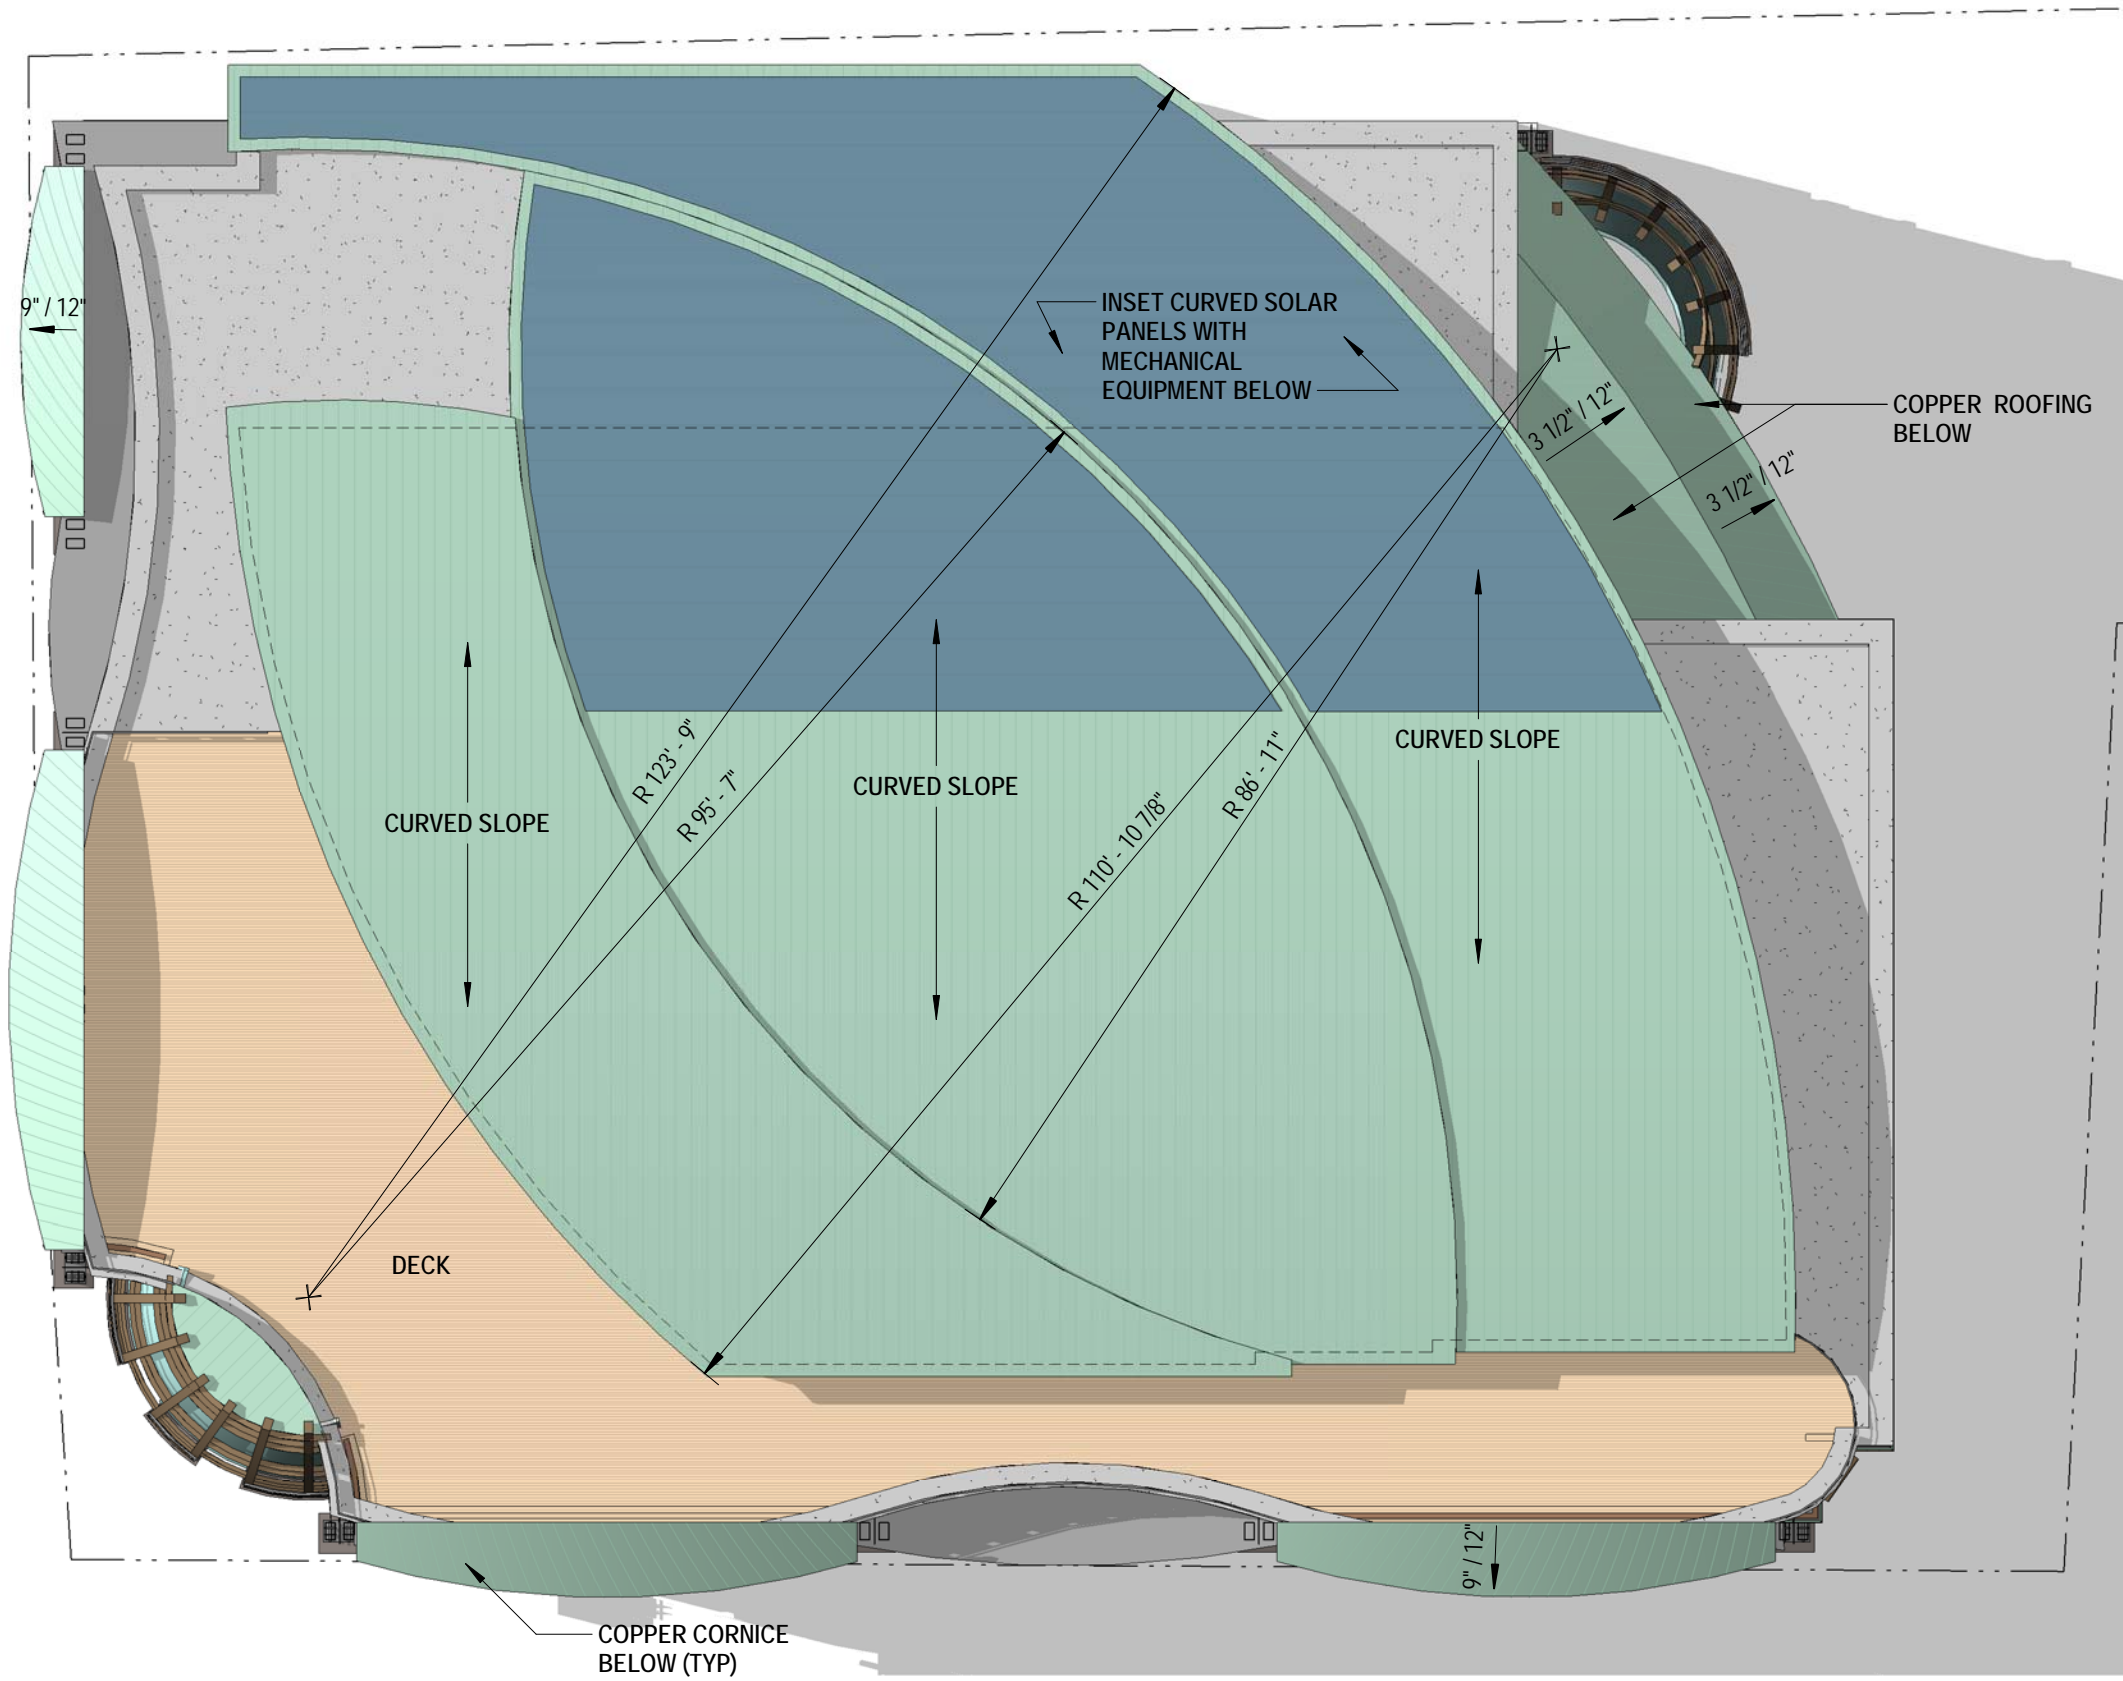 9" / 12"
INSET CURVED SOLAR
PANELS WITH
MECHANICAL
EQUIPMENT BELOW
3 1/2" / 12"
COPPER ROOFING
BELOW
3 1/2" / 12"
R 123' - 9"
R 95' - 7"
R 110' - 10 7/8"
R 86' - 11"
CURVED SLOPE
CURVED SLOPE
CURVED SLOPE
DECK
9" / 12"
COPPER CORNICE
BELOW (TYP)